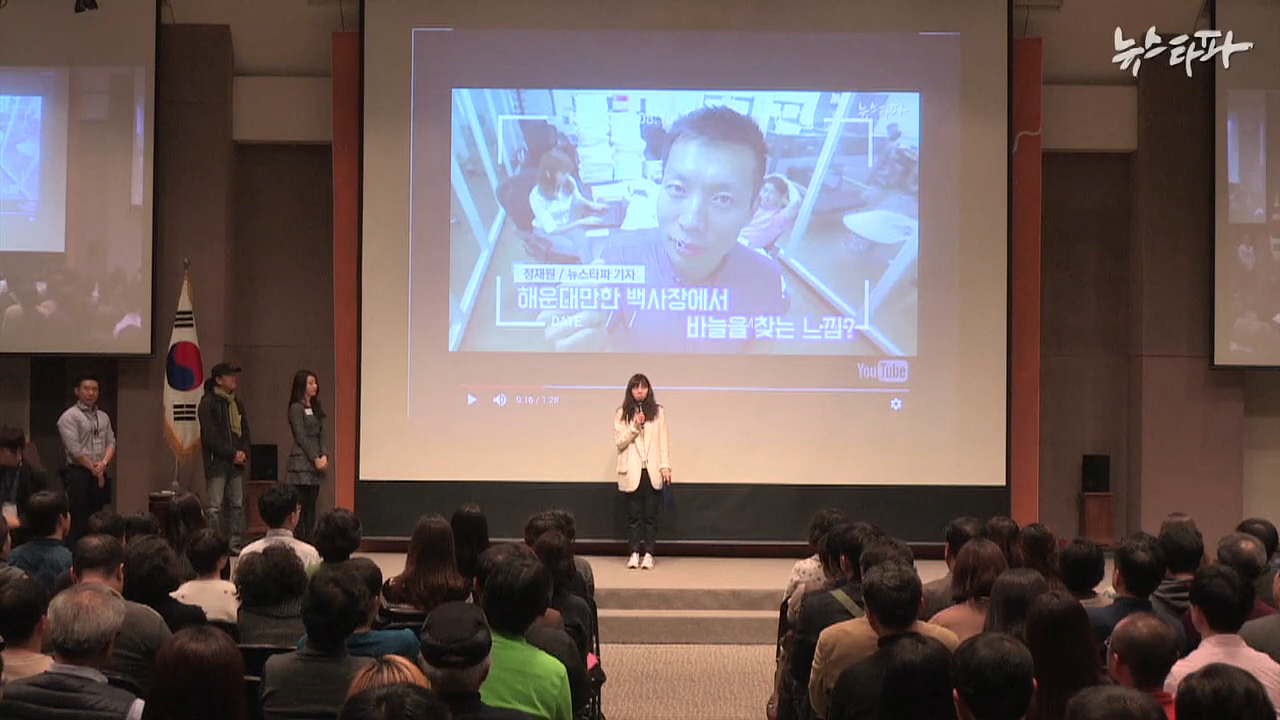 뉴스타파
뉴스타파
정재원 / 뉴스타파 기자
해운대만한 백사장에서
DATE / /
바늘을 찾는 느낌?
YouTube
0:16 / 1:28